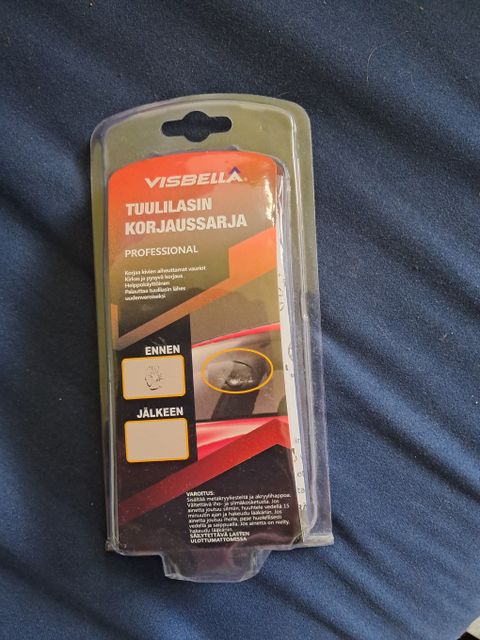 VISBELLA
TUULILASIN
KORJAUSSARJA
PROFESSIONAL
Korjaa kivien aiheuttamat vauriot
Kirkas ja pysyvä korjaus
Helppokäyttöinen
Palauttaa tuulilasin lähes
uudenveroiseksi
ENNEN
JÄLKEEN
VAROITUS:
Sisältää metakryyliesteitä ja akryylihappoa.
Vältettävä iho- ja silmäkosketusta. Jos
ainetta joutuu silmiin, huuhtele vedellä 15
minuutin ajan ja hakeudu lääkäriin. Jos
ainetta joutuu iholle, pese huolellisesti
vedellä ja saippualla. Jos ainetta on nielty,
hakeudu lääkäriin.
SÄILYTETTÄVÄ LASTEN
ULOTTUMATTOMISSA